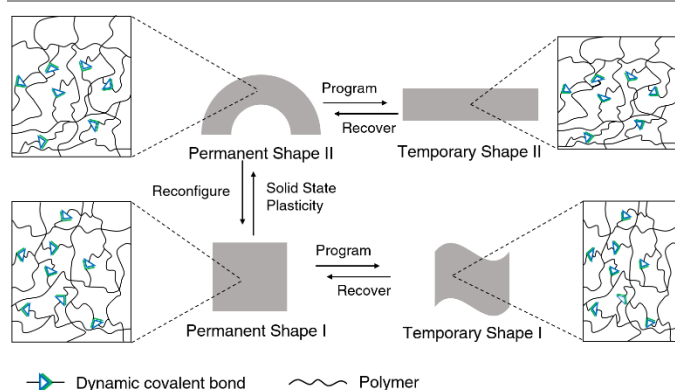 Program
Recover
Permanent Shape II
Temporary Shape II
Reconfigure
Solid State
Plasticity
Program
Recover
Permanent Shape I
Temporary Shape I
Dynamic covalent bond
Polymer